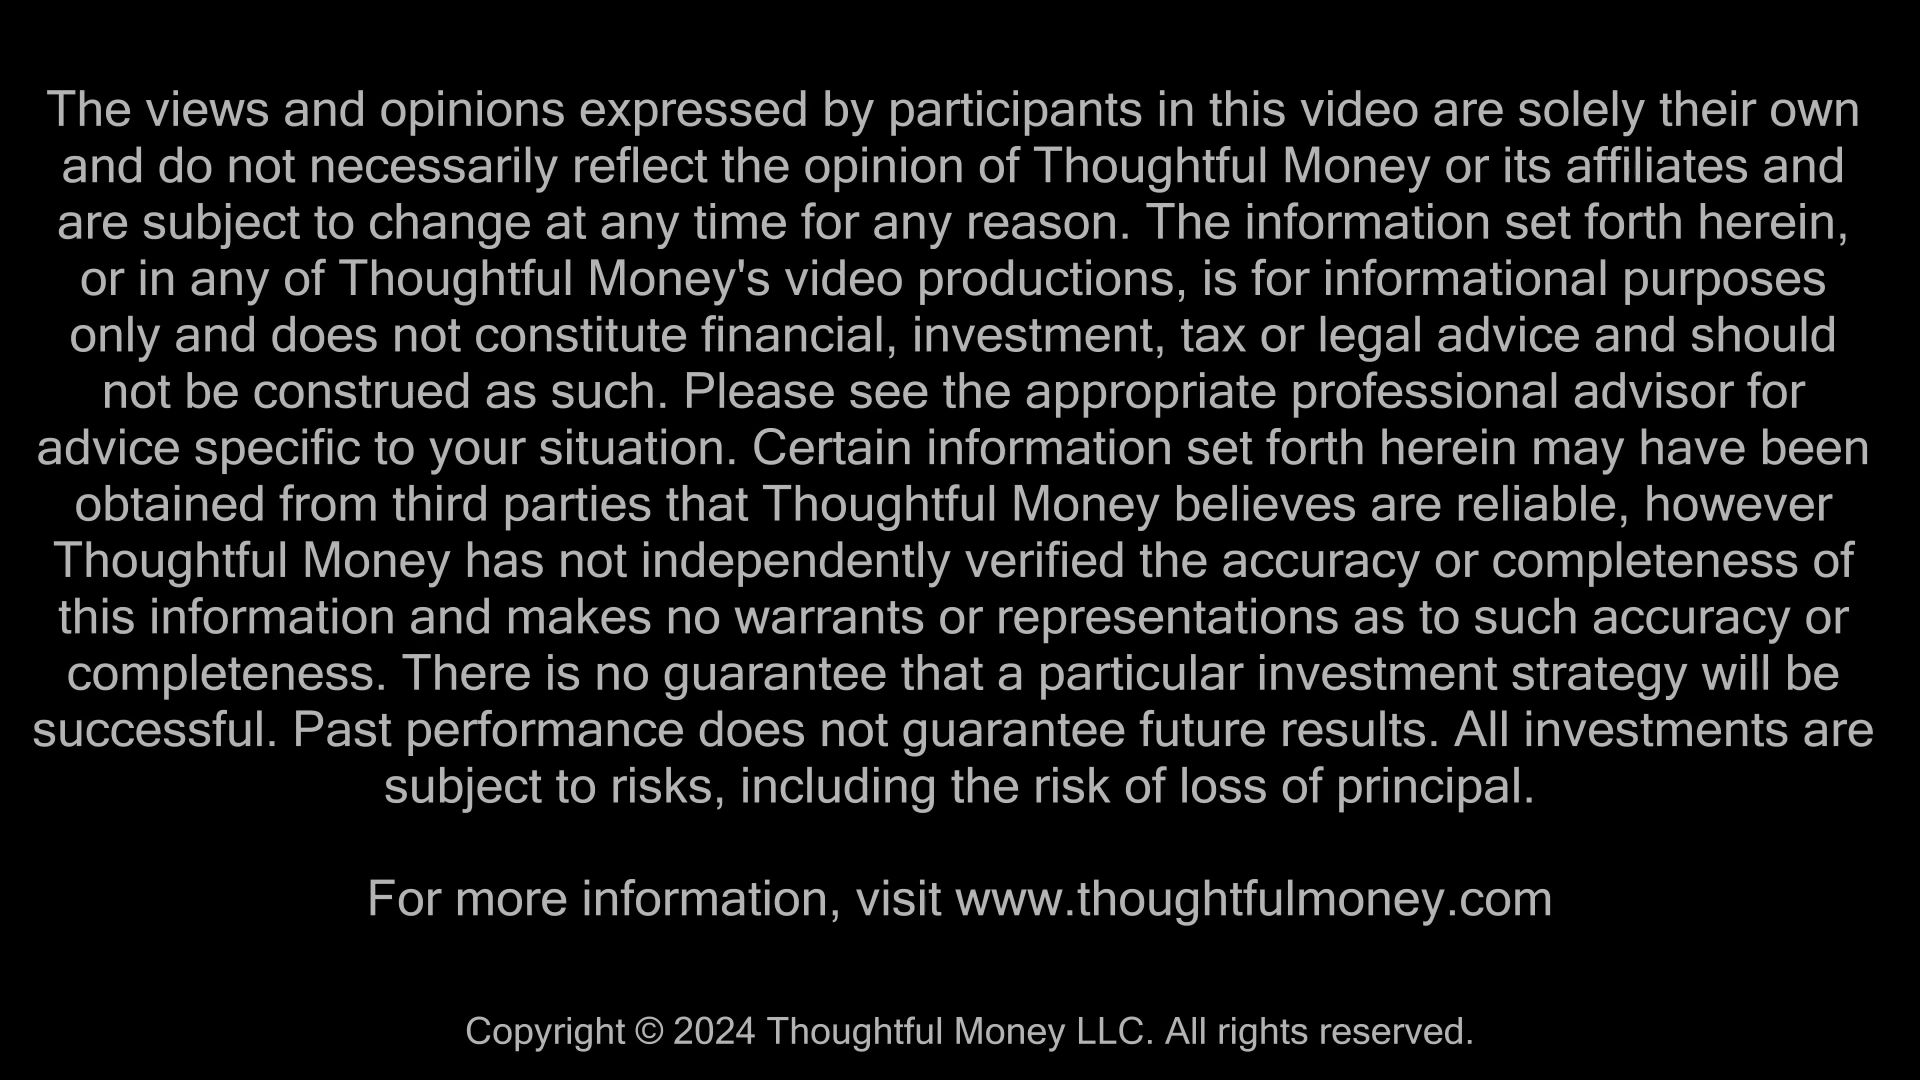 The views and opinions expressed by participants in this video are solely their own
and do not necessarily reflect the opinion of Thoughtful Money or its affiliates and
are subject to change at any time for any reason. The information set forth herein,
or in any of Thoughtful Money's video productions, is for informational purposes
only and does not constitute financial, investment, tax or legal advice and should
not be construed as such. Please see the appropriate professional advisor for
advice specific to your situation. Certain information set forth herein may have been
obtained from third parties that Thoughtful Money believes are reliable, however
Thoughtful Money has not independently verified the accuracy or completeness of
this information and makes no warrants or representations as to such accuracy or
completeness. There is no guarantee that a particular investment strategy will be
successful. Past performance does not guarantee future results. All investments are
subject to risks, including the risk of loss of principal.
For more information, visit www.thoughtfulmoney.com
Copyright © 2024 Thoughtful Money LLC. All rights reserved.